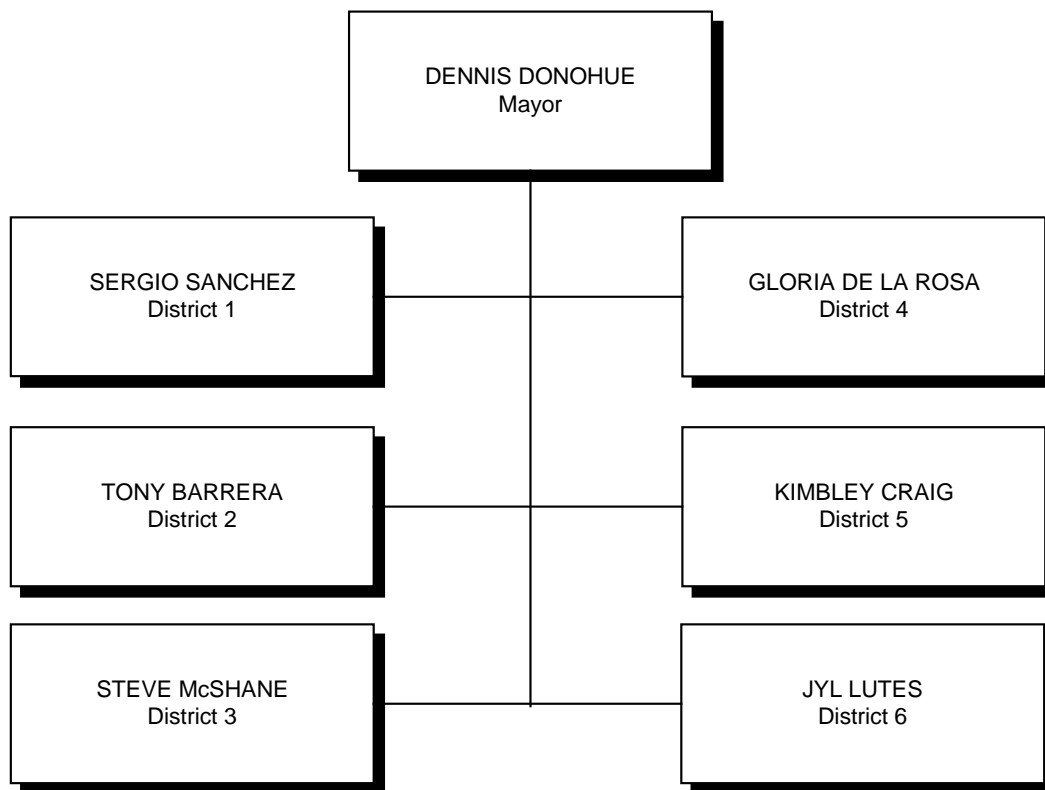 DENNIS DONOHUE
Mayor
SERGIO SANCHEZ
District 1
GLORIA DE LA ROSA
District 4
TONY BARRERA
District 2
KIMBLEY CRAIG
District 5
STEVE McSHANE
District 3
JYL LUTES
District 6